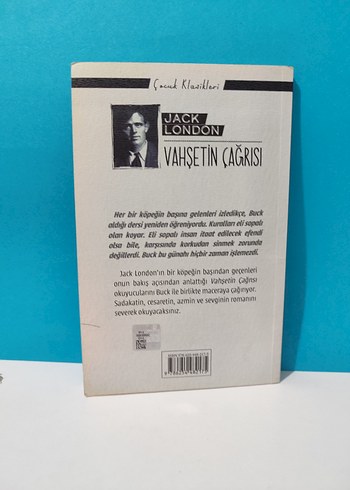 Çocuk Klasikleri
JACK
LONDON
VAHŞETİN ÇAĞRISI
Her bir köpeğin başına gelenleri izledikçe, Buck
aldığı dersi yeniden öğreniyordu. Kuralları eli sopalı
olan koyar. Eli sopalı insan itaat edilecek efendi
olsa bile, karşısında korkudan sinmek zorunda
değillerdi. Buck bu günahı hiçbir zaman işlemezdi.
Jack London'ın bir köpeğin başından geçenleri
onun bakış açısından anlattığı Vahşetin Çağrısı
okuyucularını Buck ile birlikte maceraya çağırıyor.
Sadakatin, cesaretin, azmin ve sevginin romanını
severek okuyacaksınız.